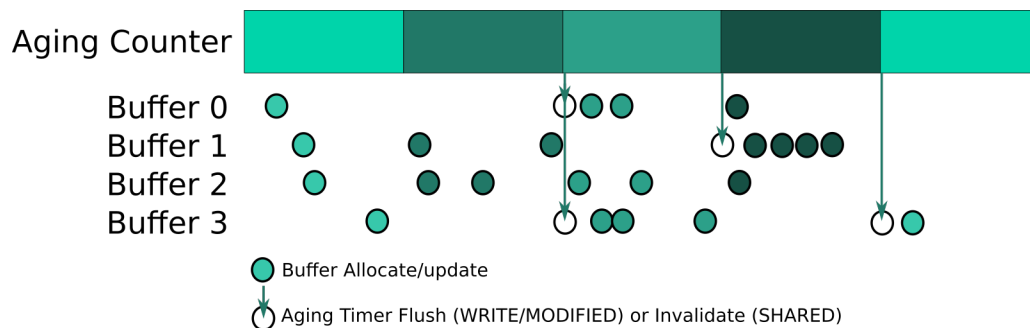 Aging Counter
Buffer 0
Buffer 1
Buffer 2
Buffer 3
Buffer Allocate/update
Aging Timer Flush (WRITE/MODIFIED) or Invalidate (SHARED)